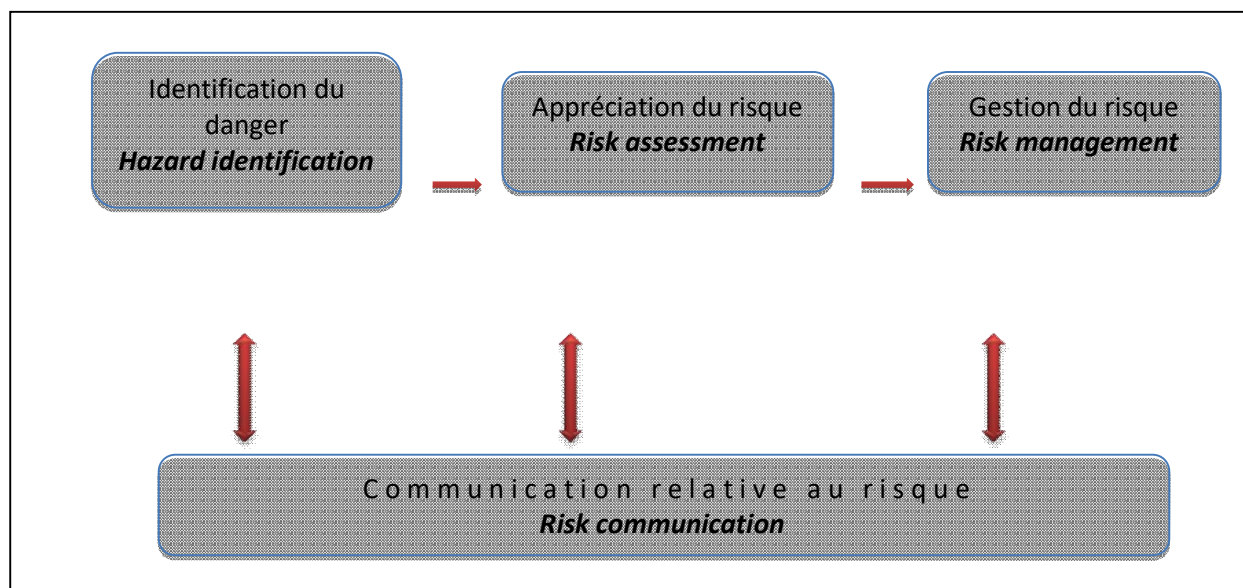 Identification du
danger
Hazard identification
Appréciation du risque
Risk assessment
Gestion du risque
Risk management
Communication relative au risque
Risk communication